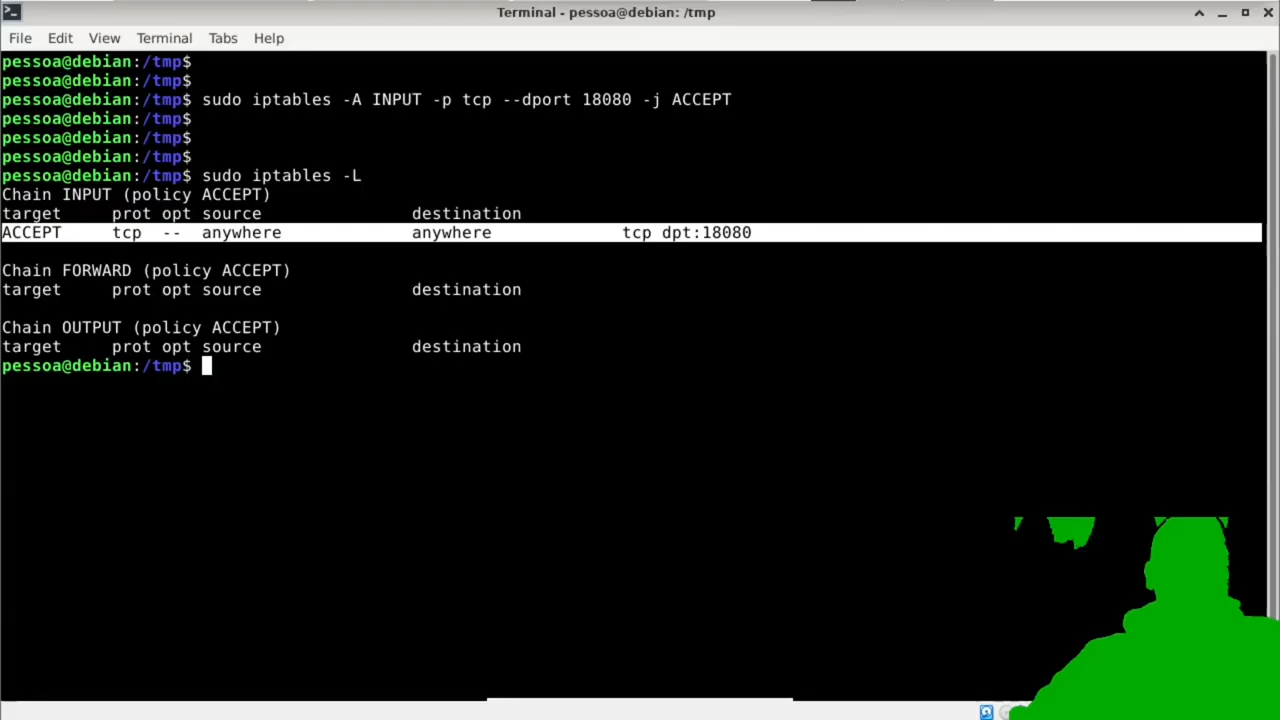 Terminal - pessoa@debian: /tmp
File Edit View Terminal Tabs Help
pessoa@debian:/tmp$
pessoa@debian:/tmp$
pessoa@debian:/tmp$ sudo iptables -A INPUT -p tcp --dport 18080 -j ACCEPT
pessoa@debian:/tmp$
pessoa@debian:/tmp$
pessoa@debian:/tmp$
pessoa@debian:/tmp$ sudo iptables -L
Chain INPUT (policy ACCEPT)
target     prot opt source               destination
ACCEPT     tcp  --  anywhere             anywhere             tcp dpt:18080
Chain FORWARD (policy ACCEPT)
target     prot opt source               destination
Chain OUTPUT (policy ACCEPT)
target     prot opt source               destination
pessoa@debian:/tmp$